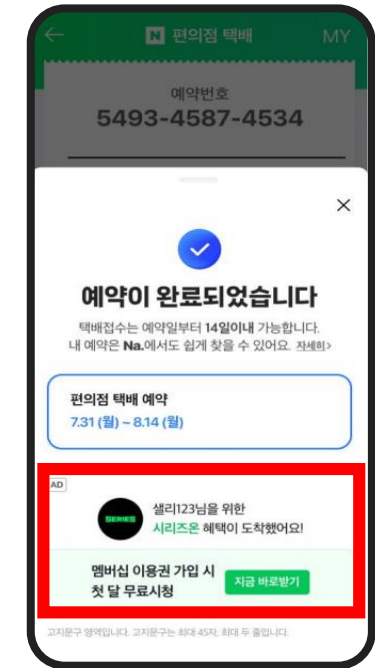 ← N 편의점 택배 MY
예약번호
5493-4587-4534
×
예약이 완료되었습니다
택배접수는 예약일부터 14일이내 가능합니다.
내 예약은 Na.에서도 쉽게 찾을 수 있어요. 자세히>
편의점 택배 예약
7.31 (월) ~ 8.14 (월)
AD
SERIES
샐리123님을 위한
시리즈온 혜택이 도착했어요!
멤버십 이용권 가입 시
첫 달 무료시청
지금 바로받기
고지문구 영역입니다. 고지문구는 최대 45자, 최대 두 줄입니다.